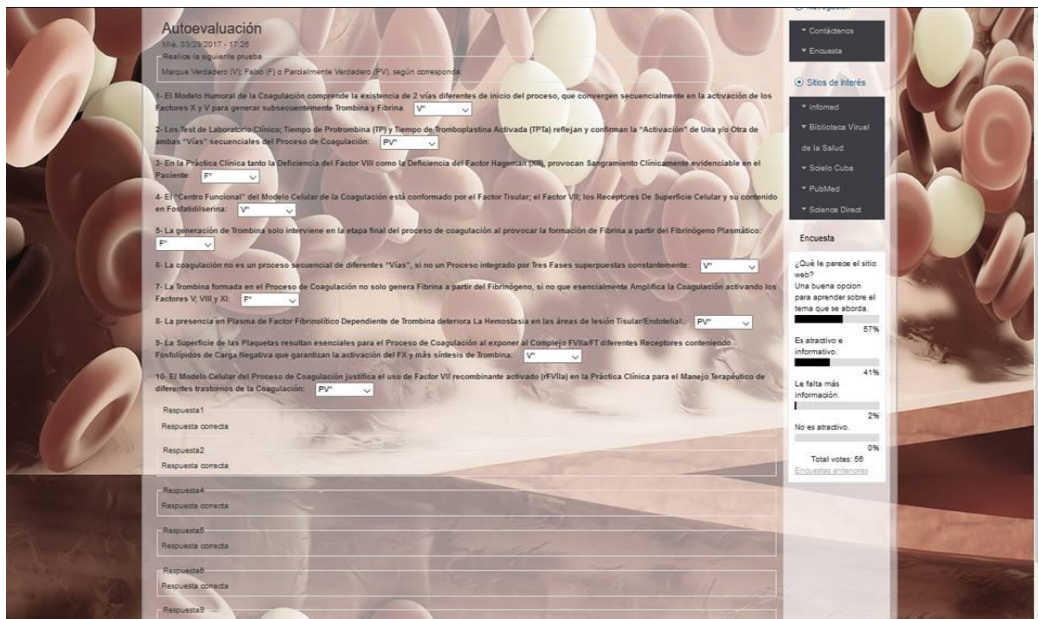 Autoevaluación
Mié, 03/29/2017 - 17:26
Realice la siguiente prueba
Marque Verdadero (V); Falso (F) o Parcialmente Verdadero (PV), según corresponda:
1- El Modelo Humoral de la Coagulación comprende la existencia de 2 vías diferentes de inicio del proceso, que convergen secuencialmente en la activación de los
Factores X y V para generar subsecuentemente Trombina y Fibrina V"
2- Los Test de Laboratorio Clínico; Tiempo de Protrombina (TP) y Tiempo de Tromboplastina Activada (TPTa) reflejan y confirman la "Activación" de Una y/o Otra de
ambas "Vías" secuenciales del Proceso de Coagulación: PV"
3- En la Práctica Clínica tanto la Deficiencia del Factor VIII como la Deficiencia del Factor Hageman (XII), provocan Sangramiento Clínicamente evidenciable en el
Paciente: F"
4- El "Centro Funcional" del Modelo Celular de la Coagulación está conformado por el Factor Tisular; el Factor VII; los Receptores De Superficie Celular y su contenido
en Fosfatidilserina: V"
5- La generación de Trombina solo interviene en la etapa final del proceso de coagulación al provocar la formación de Fibrina a partir del Fibrinógeno Plasmático:
F"
6- La coagulación no es un proceso secuencial de diferentes "Vías", si no un Proceso integrado por Tres Fases superpuestas constantemente: V"
7- La Trombina formada en el Proceso de Coagulación no solo genera Fibrina a partir del Fibrinógeno, si no que esencialmente Amplifica la Coagulación activando los
Factores V; VIII y XI: F"
8- La presencia en Plasma de Factor Fibrinolítico Dependiente de Trombina deteriora La Hemostasia en las áreas de lesión Tisular/Endotelial:. PV"
9- La Superficie de las Plaquetas resultan esenciales para el Proceso de Coagulación al exponer al Complejo FVIIa/FT diferentes Receptores conteniendo
Fosfolípidos de Carga Negativa que garantizan la activación del FX y más síntesis de Trombina: V"
10- El Modelo Celular del Proceso de Coagulación justifica el uso de Factor VII recombinante activado (rFVIIa) en la Práctica Clínica para el Manejo Terapéutico de
diferentes trastornos de la Coagulación: PV"
Respuesta1
Respuesta correcta
Respuesta2
Respuesta correcta
Respuesta4
Respuesta correcta
Respuesta5
Respuesta correcta
Respuesta6
Respuesta correcta
Respuesta9
Contáctenos
Encuesta
Sitios de Interés
Infomed
Biblioteca Virual
de la Salud
Scielo Cuba
PubMed
Science Direct
Encuesta
¿Qué le parece el sitio
web?
Una buena opcion
para aprender sobre el
tema que se aborda.
57%
Es atractivo e
informativo.
41%
Le falta más
información.
2%
No es atractivo.
0%
Total votes: 56
Encuestas anteriores